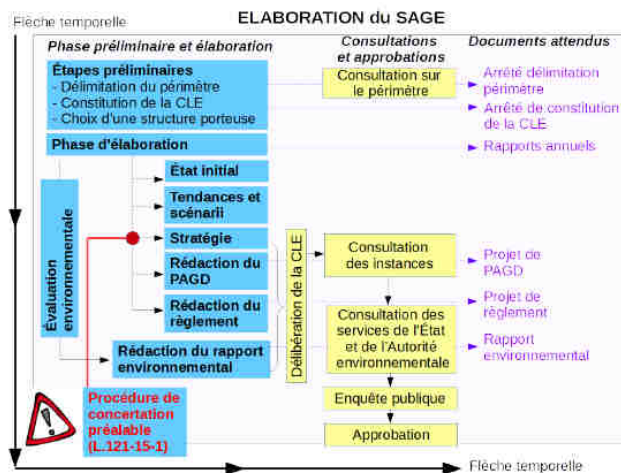 Flèche temporelle
ELABORATION du SAGE
Phase préliminaire et élaboration
Consultations
et approbations
Documents attendus
Étapes préliminaires
- Délimitation du périmètre
- Constitution de la CLE
- Choix d'une structure porteuse
Consultation sur
le périmètre
Arrêté délimitation
périmètre
Arrêté de constitution
de la CLE
Phase d'élaboration
Rapports annuels
État initial
Tendances et
scénarii
Évaluation
environnementale
Stratégie
Rédaction du
PAGD
Rédaction du
règlement
Rédaction du rapport
environnemental
Délibération de la CLE
Consultation
des instances
Projet de
PAGD
Consultation des
services de l'État
et de l'Autorité
environnementale
Projet de
règlement
Rapport
environnemental
Procédure de
concertation
préalable
(L.121-15-1)
!
Enquête publique
Approbation
Flèche temporelle